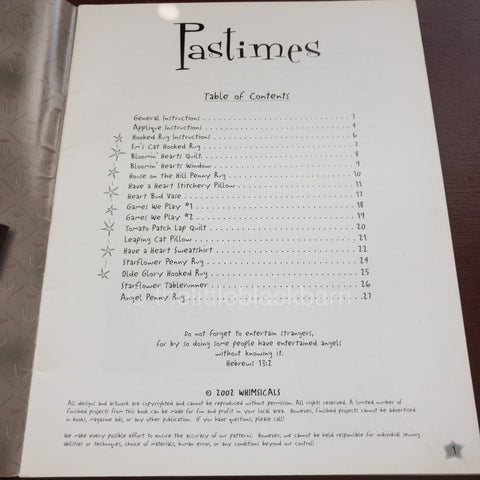 Pastimes
Table of Contents
General Instructions . . . . . . . . . . . . . . . . . . . . 3
Applique Instructions . . . . . . . . . . . . . . . . . . . . 4
Hooked Rug Instructions . . . . . . . . . . . . . . . . . . . . 6
Em's Cat Hooked Rug . . . . . . . . . . . . . . . . . . . . 7
Bloomin' Hearts Quilt . . . . . . . . . . . . . . . . . . . . 8
Bloomin' Hearts Window . . . . . . . . . . . . . . . . . . . . 9
House on the Hill Penny Rug . . . . . . . . . . . . . . . . . . . . 10
Have a Heart Stitchery Pillow . . . . . . . . . . . . . . . . . . . . 11
Heart Bud Vase . . . . . . . . . . . . . . . . . . . . 17
Games We Play #1 . . . . . . . . . . . . . . . . . . . . 18
Games We Play #2 . . . . . . . . . . . . . . . . . . . . 19
Tomato Patch Lap Quilt . . . . . . . . . . . . . . . . . . . . 20
Leaping Cat Pillow . . . . . . . . . . . . . . . . . . . . 21
Have a Heart Sweatshirt . . . . . . . . . . . . . . . . . . . . 22
Starflower Penny Rug . . . . . . . . . . . . . . . . . . . . 24
Olde Glory Hooked Rug . . . . . . . . . . . . . . . . . . . . 25
Starflower Tablerunner . . . . . . . . . . . . . . . . . . . . 26
Angel Penny Rug . . . . . . . . . . . . . . . . . . . . 27
thelittleblackbarn
Do not forget to entertain strangers,
for by so doing some people have entertained angels
without knowing it.
Hebrews 13:2
© 2002 WHIMSICALS
All designs and artwork are copyrighted and cannot be reproduced without permission. All rights reserved. A limited number of
finished projects from this book can be made for fun and profit in your local area. However, finished projects cannot be advertised
in books, magazine ads, or any other publication. If you have questions, please call!
We make every possible effort to ensure the accuracy of our patterns. However, we cannot be held responsible for individual sewing
abilities or techniques, choice of materials, human error, or any conditions beyond our control!
1